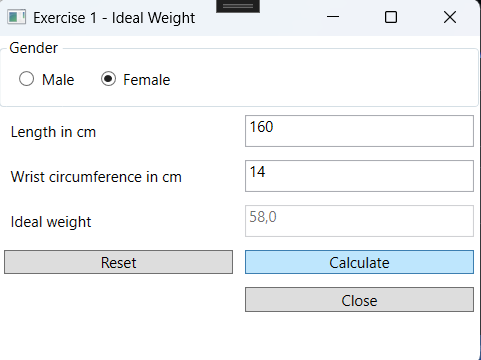 Exercise 1 - Ideal Weight
Gender
Male Female
Length in cm 160
Wrist circumference in cm 14
Ideal weight 58,0
Reset Calculate
Close